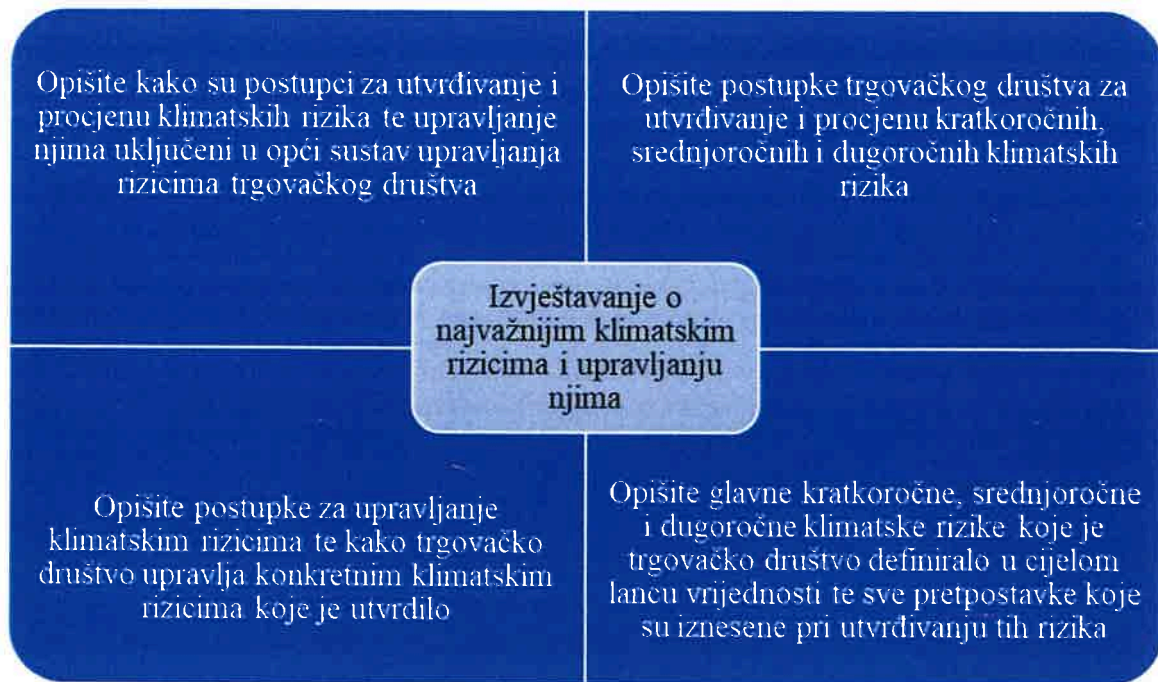 Opišite kako su postupci za utvrđivanje i
procjenu klimatskih rizika te upravljanje
njima uključeni u opći sustav upravljanja
rizicima trgovačkog društva
Opišite postupke trgovačkog društva za
utvrđivanje i procjenu kratkoročnih,
srednjoročnih i dugoročnih klimatskih
rizika
Izvještavanje o
najvažnijim klimatskim
rizicima i upravljanju
njima
Opišite postupke za upravljanje
klimatskim rizicima te kako trgovačko
društvo upravlja konkretnim klimatskim
rizicima koje je utvrdilo
Opišite glavne kratkoročne, srednjoročne
i dugoročne klimatske rizike koje je
trgovačko društvo definiralo u cijelom
lancu vrijednosti te sve pretpostavke koje
su iznesene pri utvrđivanju tih rizika